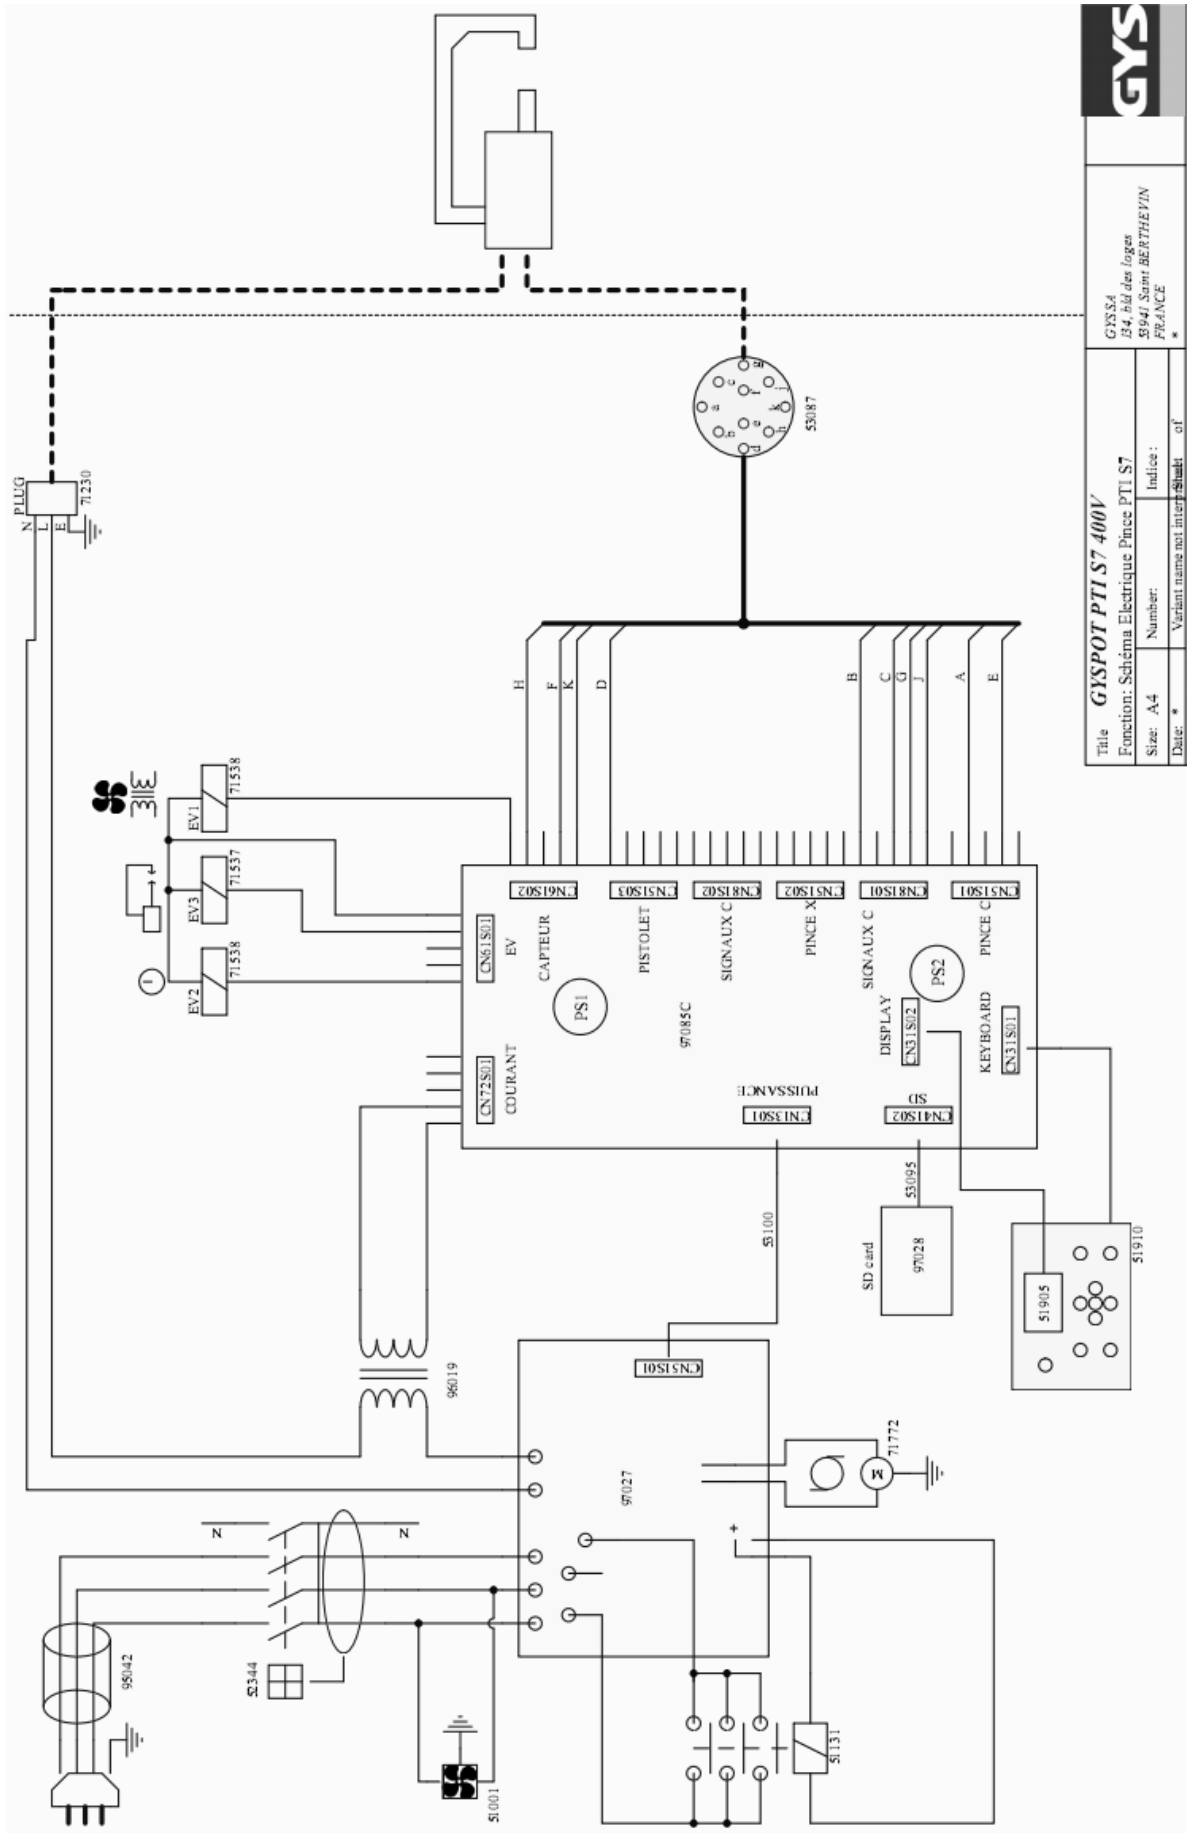 GYS
GYS SA
134, bld des loges
53941 Saint BERTHEVIN
FRANCE
*
Title
GYSPOT PTI S7 400V
Fonction: Schéma Electrique Pince PTI S7
Size: A4
Number:
Indice :
Date: *
Variant name not
of
PLUG
N
L
E
71230
53087
a
b
c
d
e
f
g
h
j
k
H
F
K
D
B
C
G
J
A
E
EV1
71538
EV3
71537
EV2
71538
CN61S02
CN51S03
CN81S02
CN51S02
CN81S01
CN51S01
CN61S01
EV
CAPTEUR
PISTOLET
SIGNAUX C
PINCE X
SIGNAUX C
PINCE C
PS1
97085C
PS2
DISPLAY
CN31S02
KEYBOARD
CN31S01
CN72S01
COURANT
PUISSANCE
CN13S01
SD
CN41S02
53100
53095
SD card
97028
51905
51910
96019
CN51S01
97027
M
71772
+
N
N
95042
52344
51001
51131